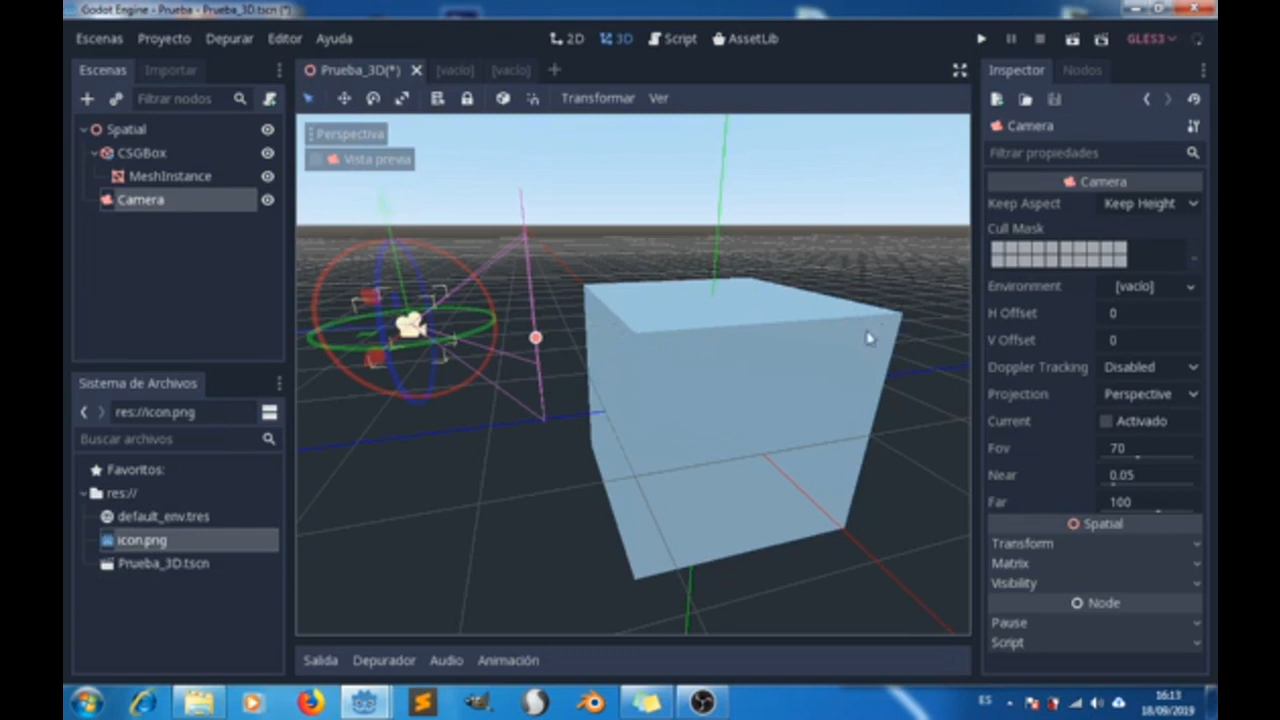 Godot Engine - Prueba - Prueba_3D.tscn (*)
Escenas Proyecto Depurar Editor Ayuda
2D 3D Script AssetLib
GLES3
Escenas Importar
Prueba_3D(*) [vacío] [vacío]
Inspector Nodos
Filtrar nodos
Transformar Ver
Spatial
CSGBox
MeshInstance
Camera
Perspectiva
Vista previa
Camera
Filtrar propiedades
Camera
Keep Aspect Keep Height
Cull Mask
Environment [vacío]
H Offset 0
V Offset 0
Doppler Tracking Disabled
Projection Perspective
Current Activado
Fov 70
Near 0.05
Far 100
Spatial
Transform
Matrix
Visibility
Node
Pause
Script
Sistema de Archivos
res://icon.png
Buscar archivos
Favoritos:
res://
default_env.tres
icon.png
Prueba_3D.tscn
Salida Depurador Audio Animación
ES
16:13
18/09/2019